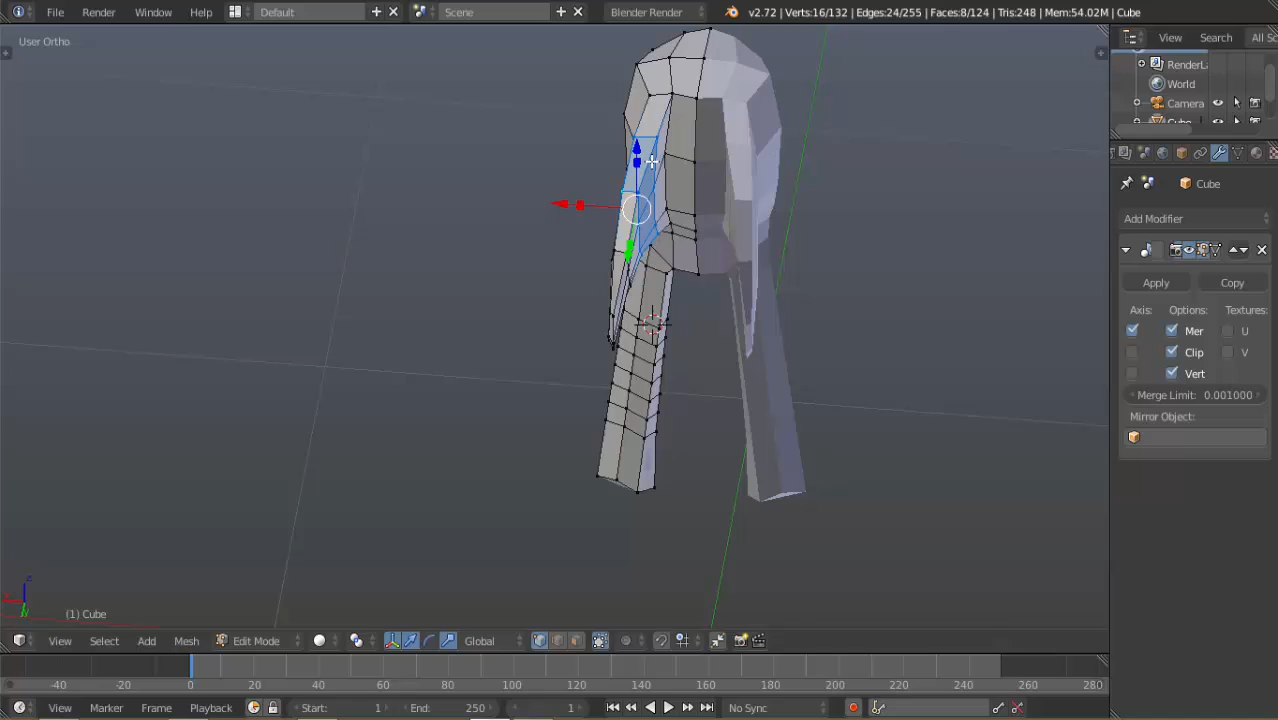 File Render Window Help Default Scene Blender Render v2.72 | Verts:16/132 | Edges:24/255 | Faces:8/124 | Tris:248 | Mem:54.02M | Cube
User Ortho
View Search All Sc
RenderLa
World
Camera
Cube
Cube
Add Modifier
Apply Copy
Axis: Options: Textures:
Mer U
Clip V
Vert
Merge Limit: 0.001000
Mirror Object:
z
x
y
(1) Cube
View Select Add Mesh Edit Mode Global
-40 -20 0 20 40 60 80 100 120 140 160 180 200 220 240 260 280
View Marker Frame Playback Start: 1 End: 250 1 No Sync